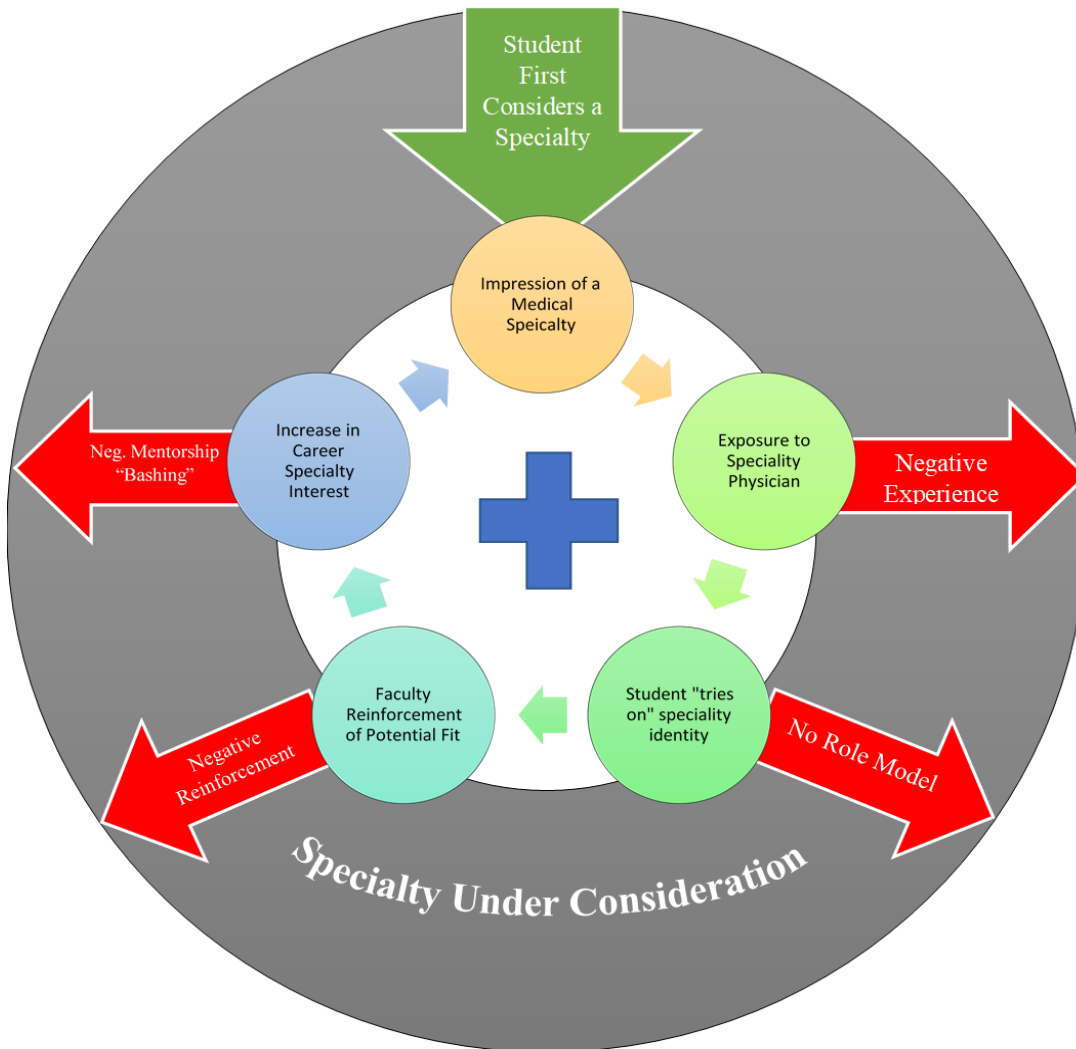 Student
First
Considers a
Specialty
Impression of a
Medical
Speicalty
Exposure to
Speciality
Physician
Negative
Experience
Student "tries
on" speciality
identity
No Role Model
Faculty
Reinforcement
of Potential Fit
Negative
Reinforcement
Increase in
Career
Specialty
Interest
Neg. Mentorship
“Bashing”
Specialty Under Consideration